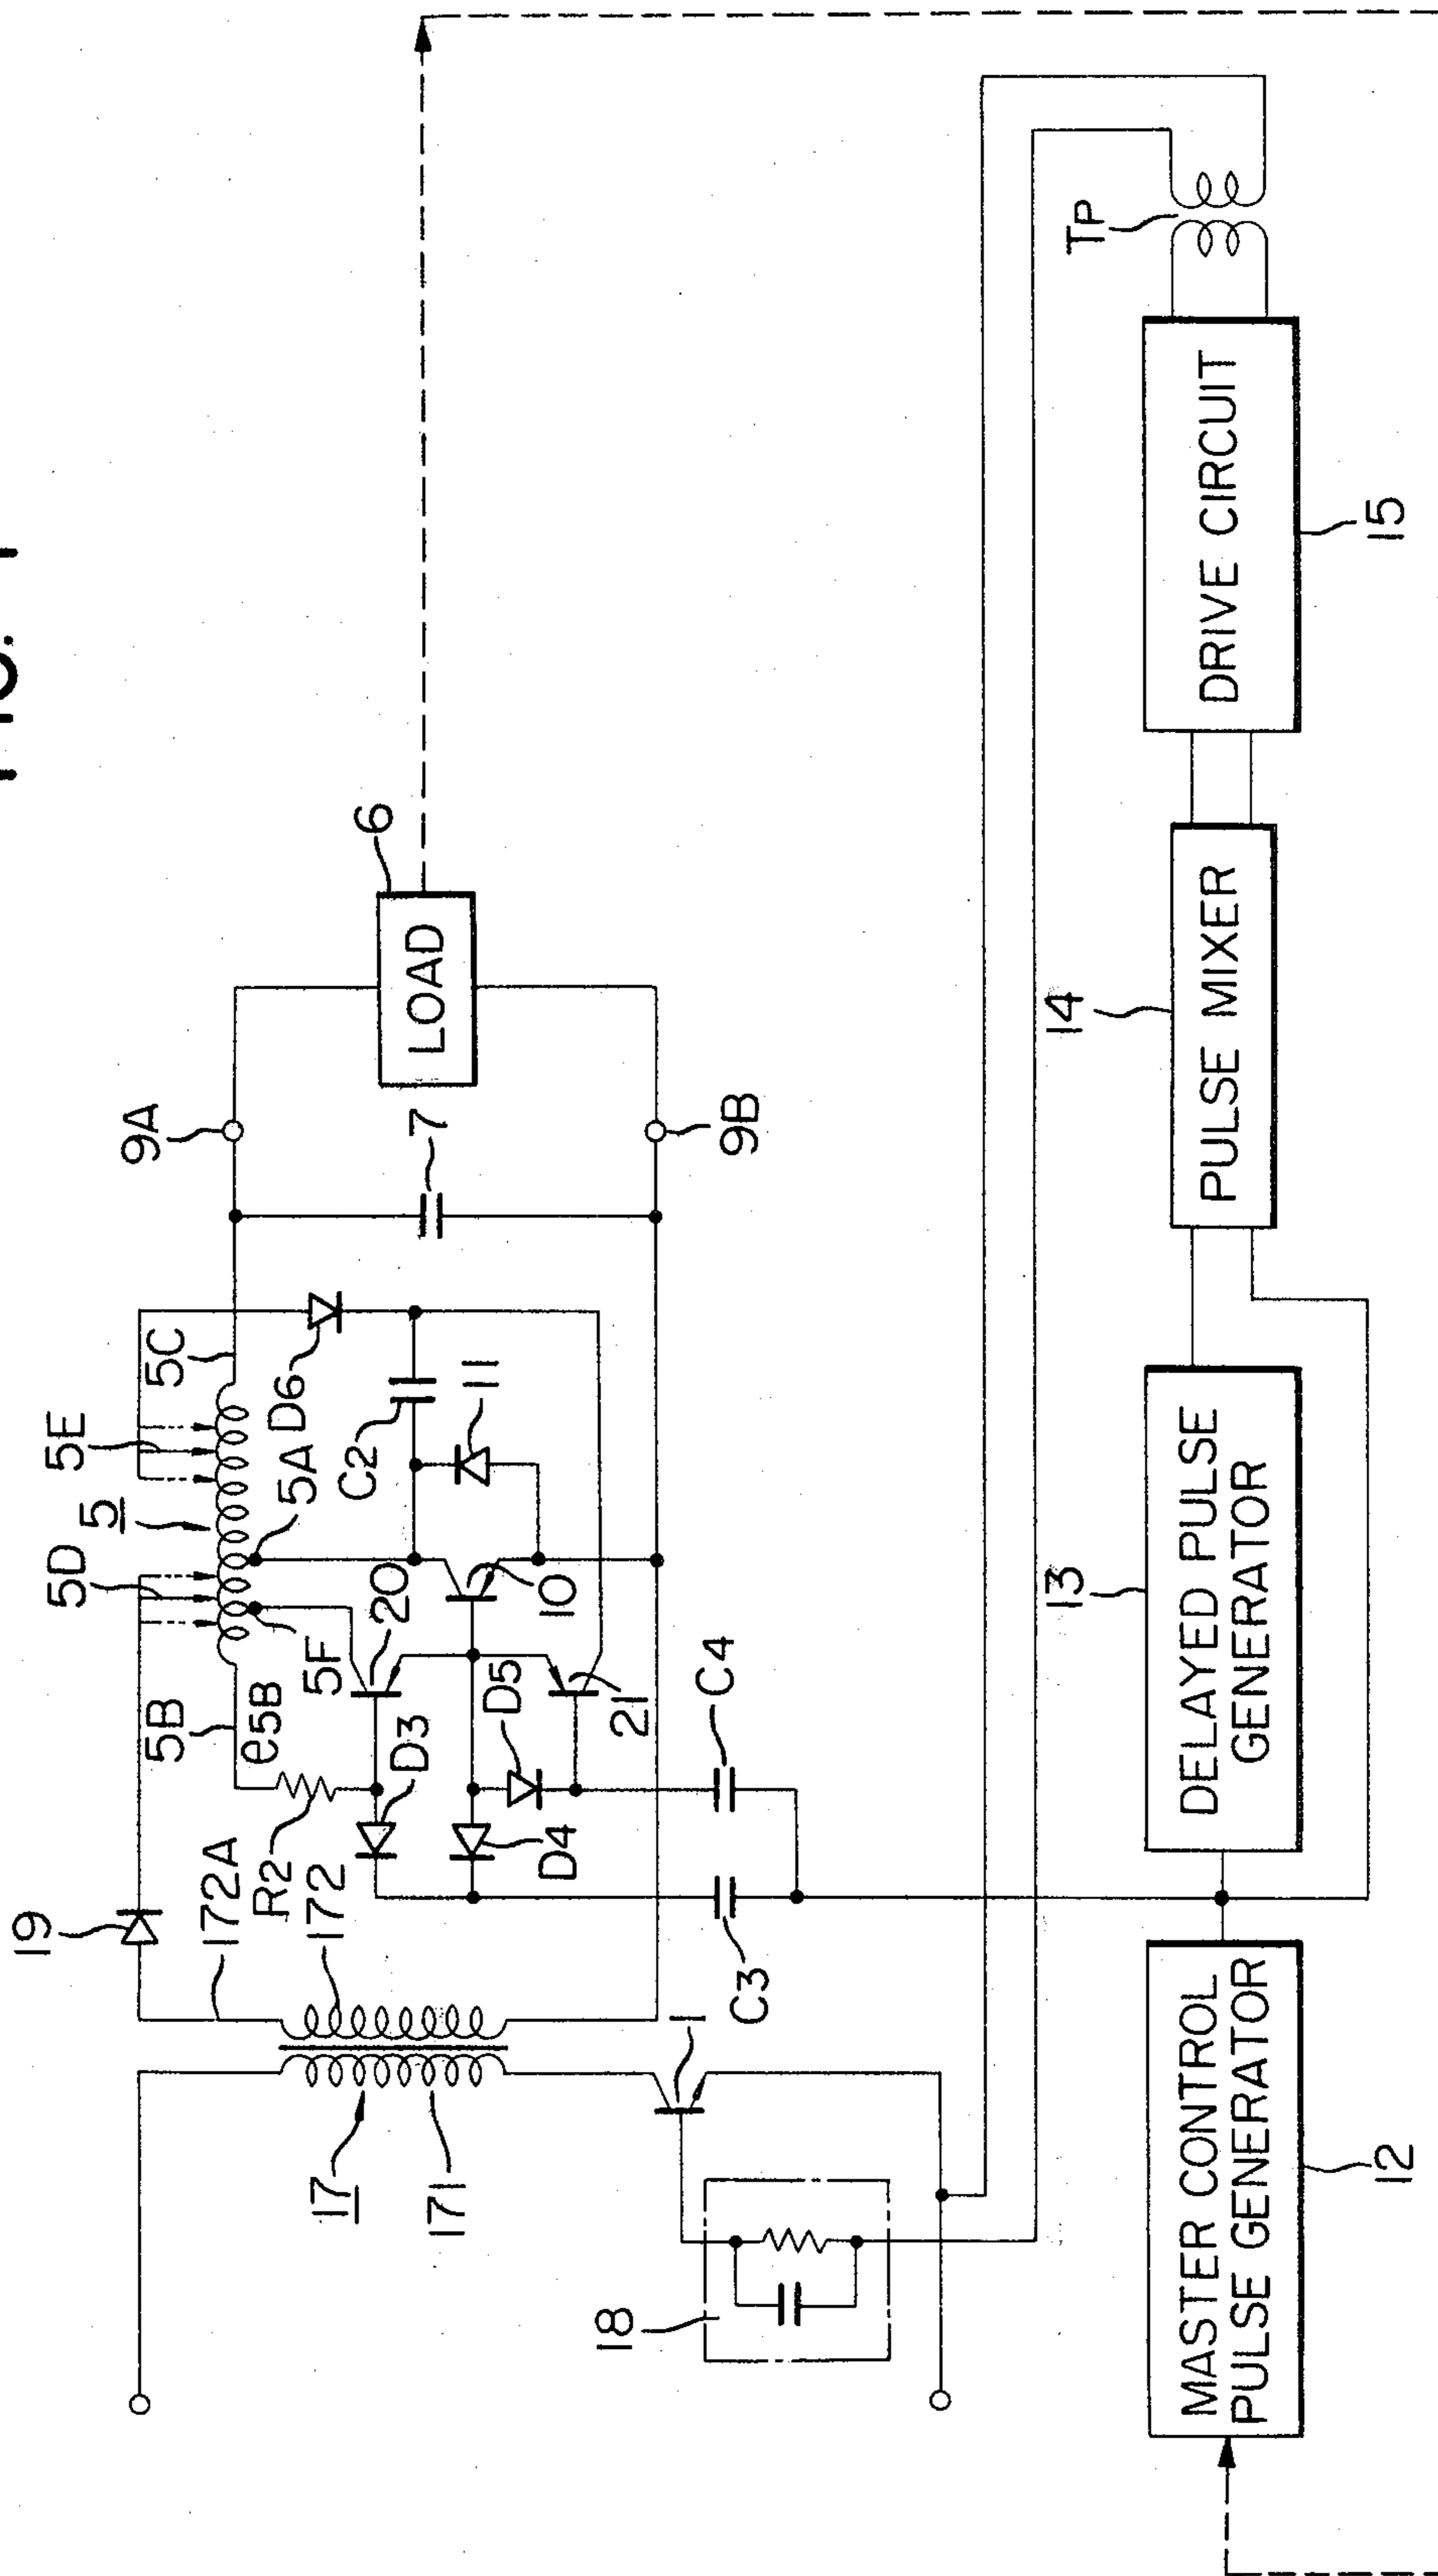 19
172A
5B
e5B
R2
172
17
171
5D
5
5E
5C
5F
5A
20
D3
D4
D5
21
10
D6
C2
11
9A
7
9B
6
LOAD
C4
C3
1
18
MASTER CONTROL
PULSE GENERATOR
12
DELAYED PULSE
GENERATOR
13
PULSE MIXER
14
DRIVE CIRCUIT
15
TP